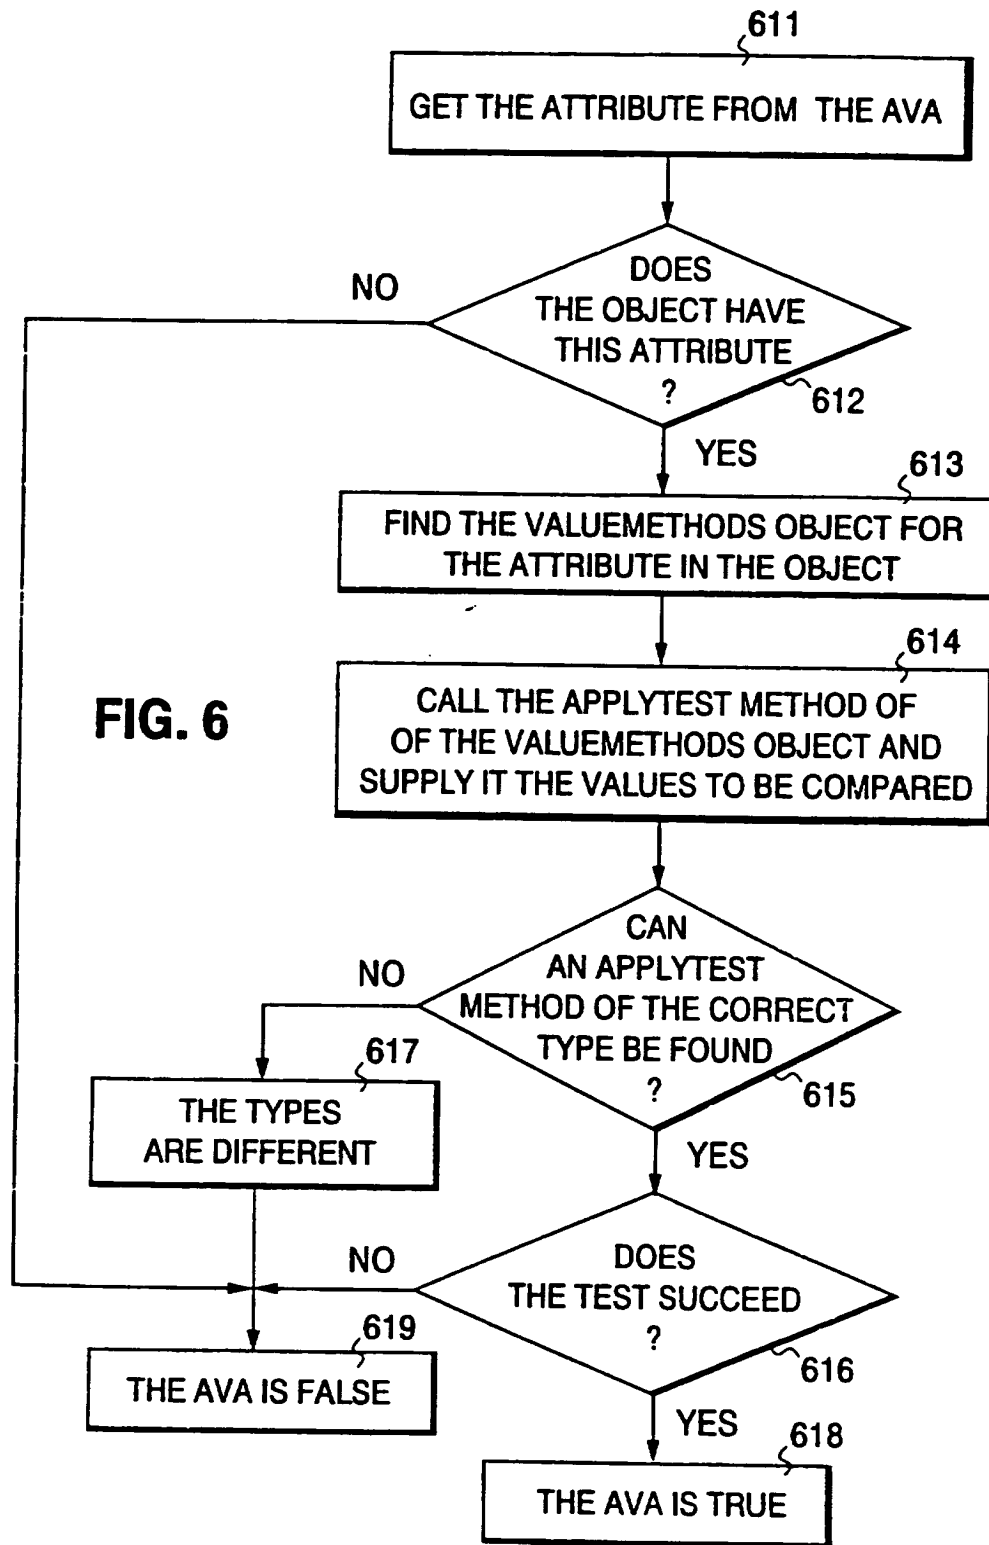 611
GET THE ATTRIBUTE FROM THE AVA
DOES
THE OBJECT HAVE
THIS ATTRIBUTE
?
612
NO
YES
613
FIND THE VALUEMETHODS OBJECT FOR
THE ATTRIBUTE IN THE OBJECT
614
CALL THE APPLYTEST METHOD OF
OF THE VALUEMETHODS OBJECT AND
SUPPLY IT THE VALUES TO BE COMPARED
FIG. 6
CAN
AN APPLYTEST
METHOD OF THE CORRECT
TYPE BE FOUND
?
615
NO
617
THE TYPES
ARE DIFFERENT
YES
DOES
THE TEST SUCCEED
?
616
NO
619
THE AVA IS FALSE
YES
618
THE AVA IS TRUE